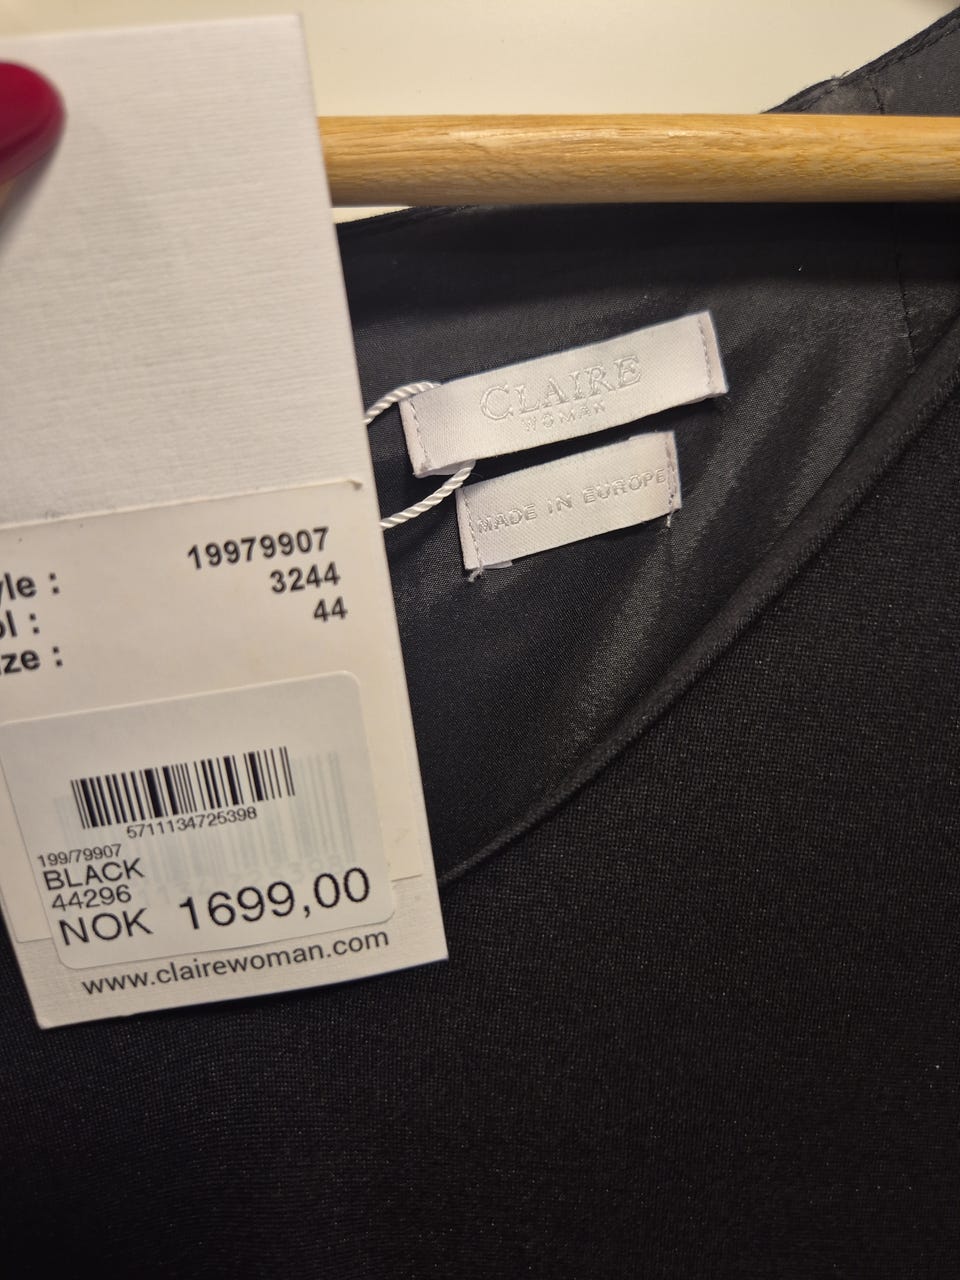 CLAIRE
WOMAN
MADE IN EUROPE
yle : 19979907
ol : 3244
ize : 44
5711134725398
199/79907
BLACK
44296
NOK 1699,00
www.clairewoman.com